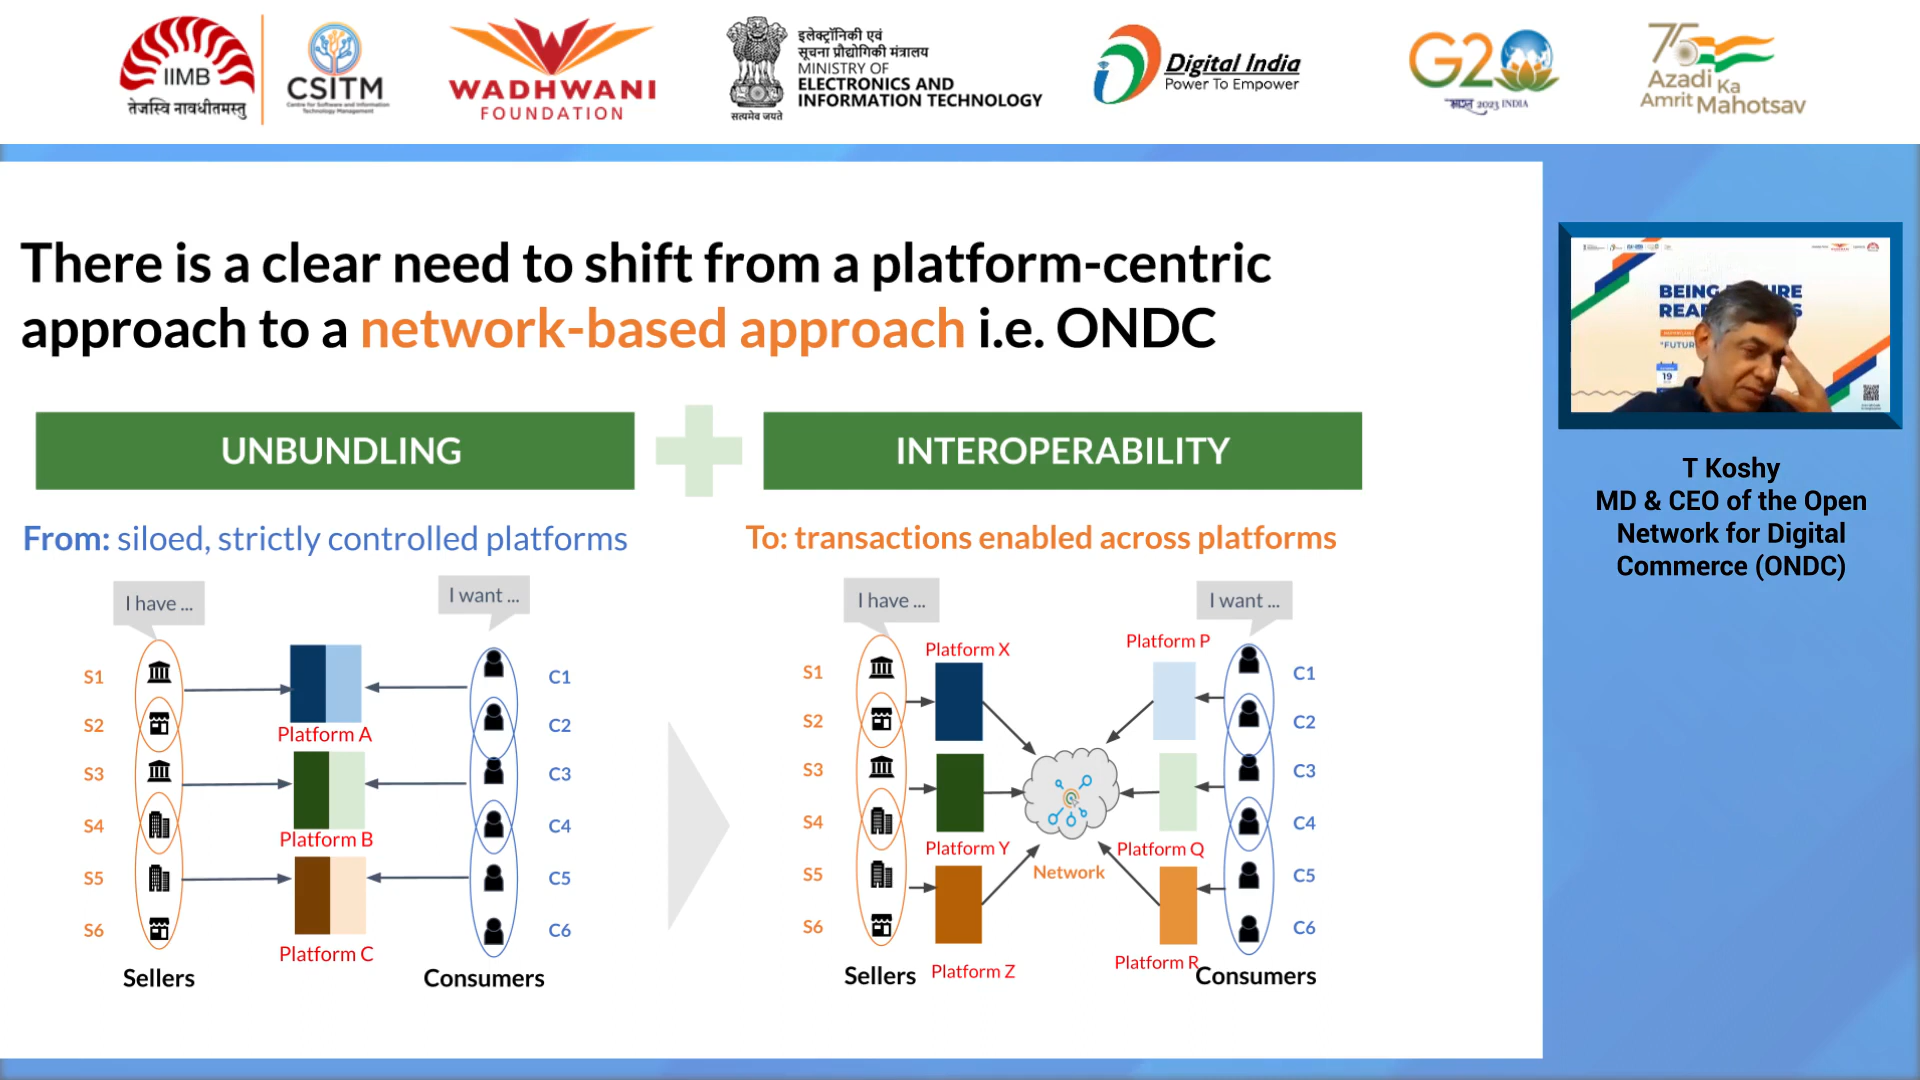 IIMB
तेजस्वि नावधीतमस्तु
CSITM
Centre for Software and Information
Technology Management
WADHWANI
FOUNDATION
इलेक्ट्रॉनिकी एवं
सूचना प्रौद्योगिकी मंत्रालय
MINISTRY OF
ELECTRONICS AND
INFORMATION TECHNOLOGY
सत्यमेव जयते
Digital India
Power To Empower
G20
भारत 2023 INDIA
75
Azadi Ka
Amrit Mahotsav
There is a clear need to shift from a platform-centric
approach to a network-based approach i.e. ONDC
UNBUNDLING
INTEROPERABILITY
From: siloed, strictly controlled platforms
To: transactions enabled across platforms
I have ...
I want ...
S1
S2
S3
S4
S5
S6
Platform A
Platform B
Platform C
C1
C2
C3
C4
C5
C6
Sellers
Consumers
I have ...
I want ...
S1
S2
S3
S4
S5
S6
Platform X
Platform Y
Platform Z
Network
Platform P
Platform Q
Platform R
C1
C2
C3
C4
C5
C6
Sellers
Consumers
BEING
19
T Koshy
MD & CEO of the Open
Network for Digital
Commerce (ONDC)